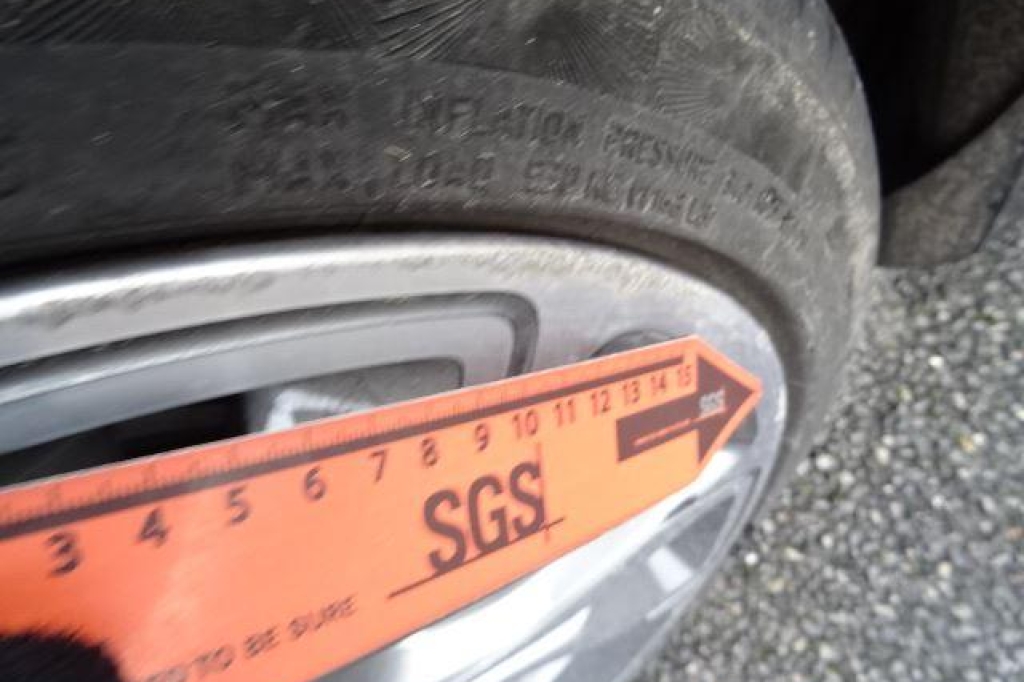 INFLATION PRESSURE
MAX. LOAD
3 4 5 6 7 8 9 10 11 12 13 14 15
SGS
SGS
TO BE SURE